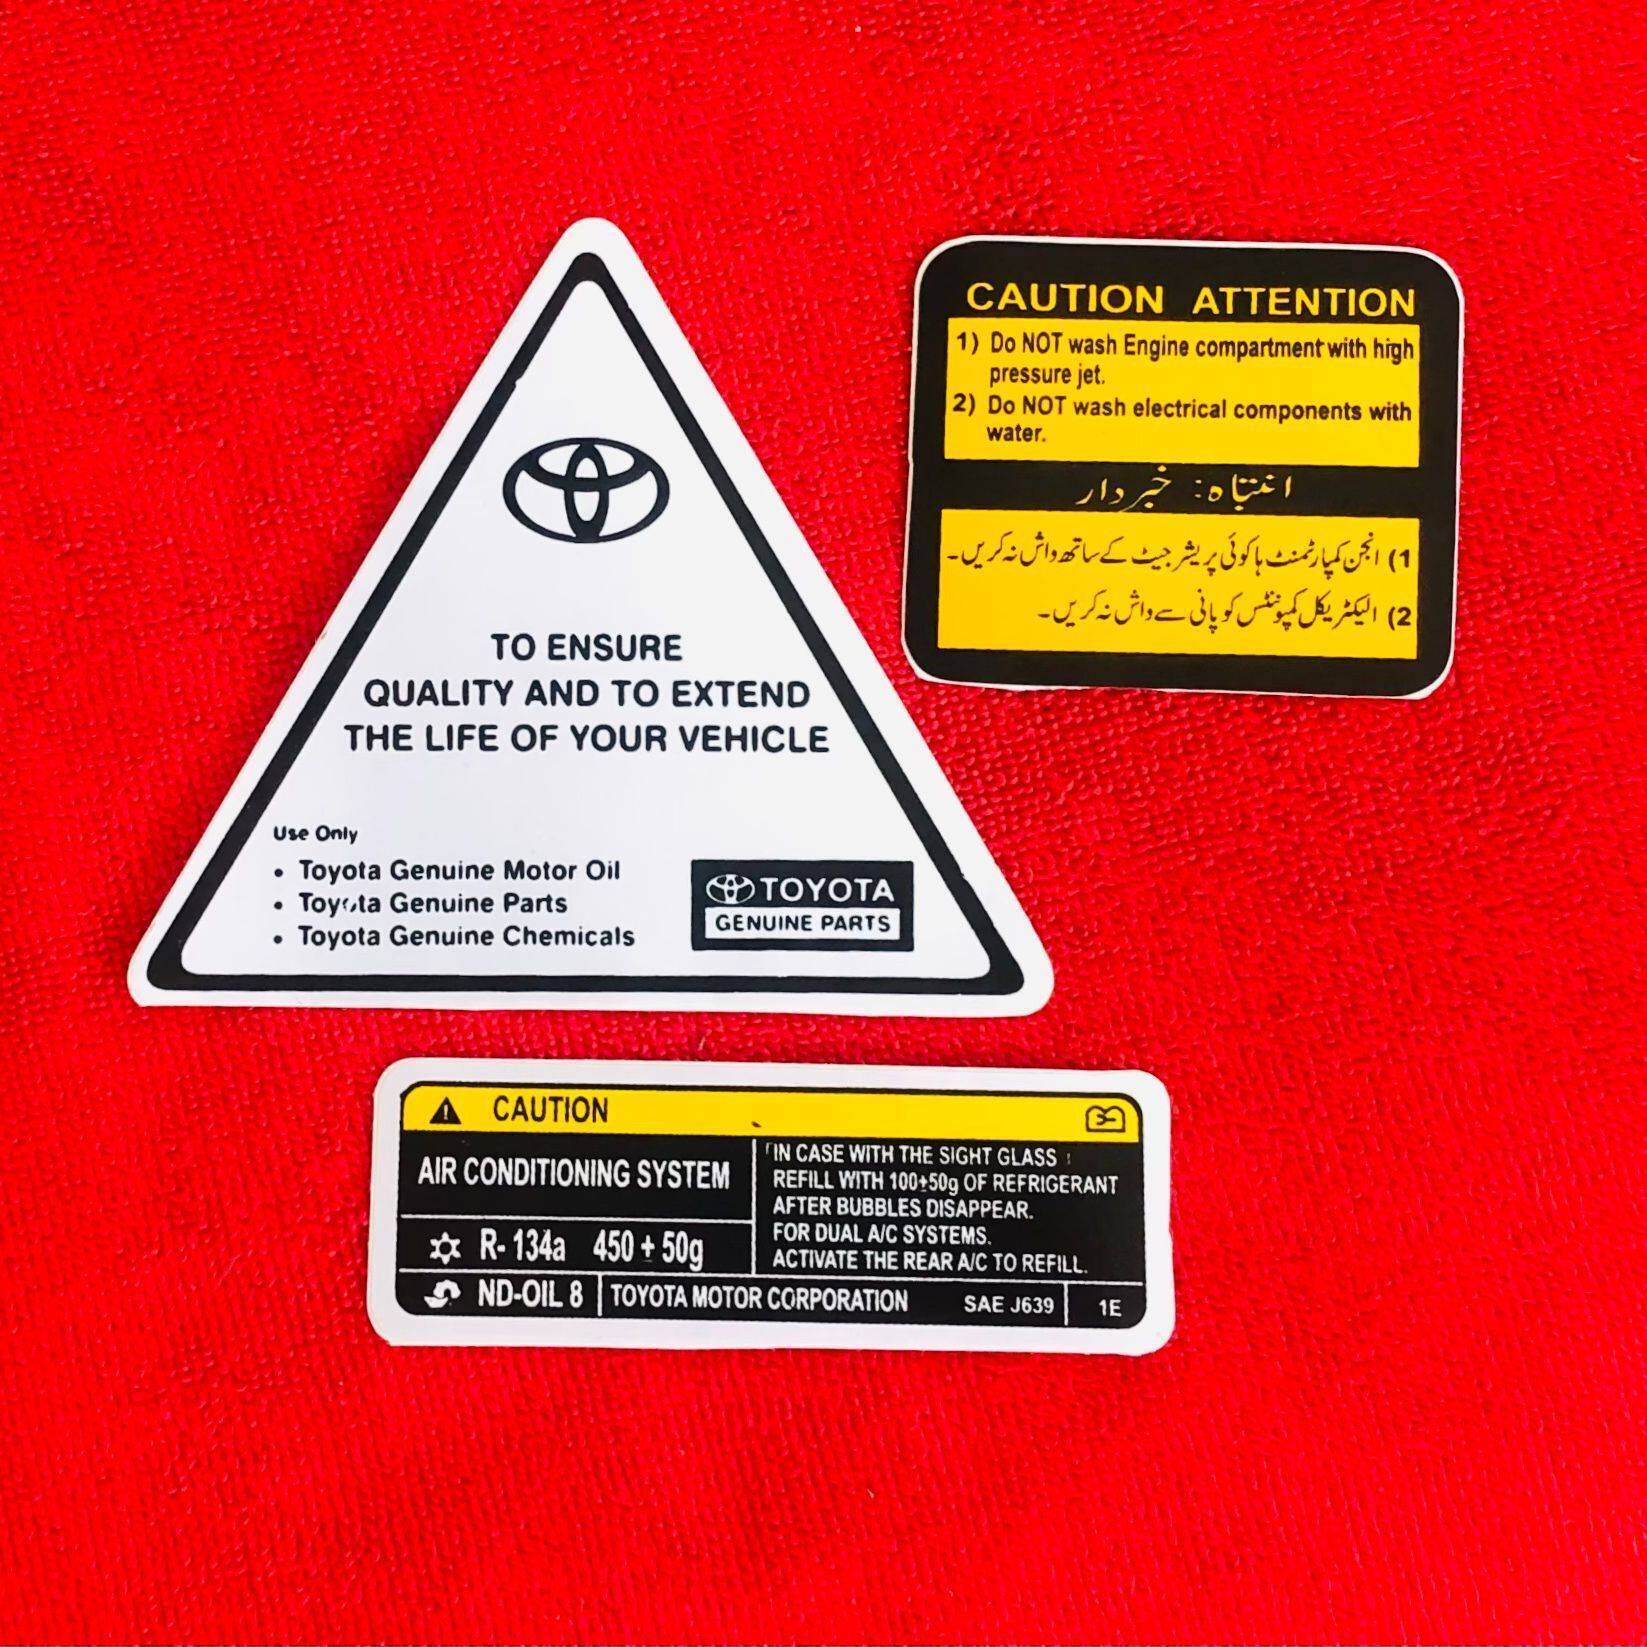 TO ENSURE
QUALITY AND TO EXTEND
THE LIFE OF YOUR VEHICLE
Use Only
• Toyota Genuine Motor Oil
• Toyota Genuine Parts
• Toyota Genuine Chemicals
TOYOTA
GENUINE PARTS
CAUTION ATTENTION
1) Do NOT wash Engine compartment with high
pressure jet.
2) Do NOT wash electrical components with
water.
انتباہ: خبردار
1) انجن کمپارٹمنٹ ہاکوئی پریشر جیٹ کے ساتھ واش نہ کریں۔
2) الیکٹریکل کمپوننٹس کو پانی سے واش نہ کریں۔
CAUTION
AIR CONDITIONING SYSTEM
R-134a 450 ± 50g
IN CASE WITH THE SIGHT GLASS
REFILL WITH 100±50g OF REFRIGERANT
AFTER BUBBLES DISAPPEAR.
FOR DUAL A/C SYSTEMS.
ACTIVATE THE REAR A/C TO REFILL.
ND-OIL 8 TOYOTA MOTOR CORPORATION SAE J639 1E